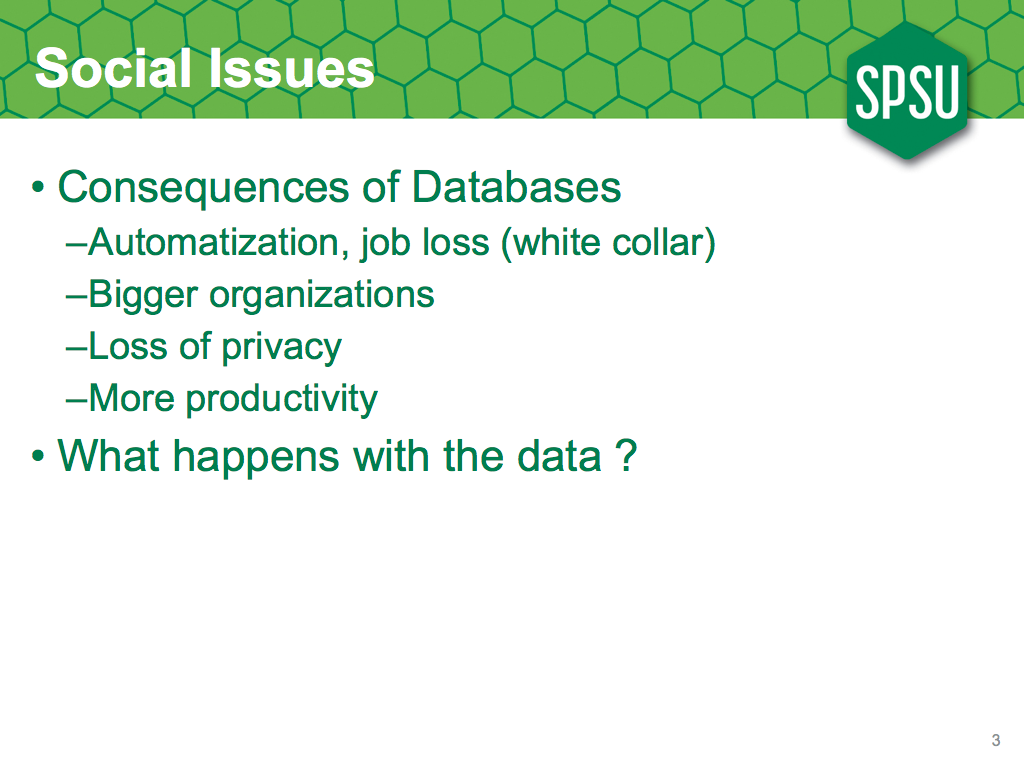 Social Issues
SPSU
• Consequences of Databases
–Automatization, job loss (white collar)
–Bigger organizations
–Loss of privacy
–More productivity
• What happens with the data ?
3